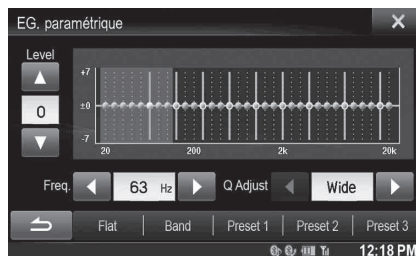 EG. paramétrique
Level
+7
0
±0
-7
20 200 2k 20k
Freq. 63 Hz Q Adjust Wide
Flat Band Preset 1 Preset 2 Preset 3
12:18 PM